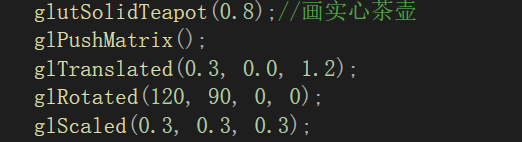 glutSolidTeapot(0.8);//画实心茶壶
glPushMatrix();
glTranslated(0.3, 0.0, 1.2);
glRotated(120, 90, 0, 0);
glScaled(0.3, 0.3, 0.3);